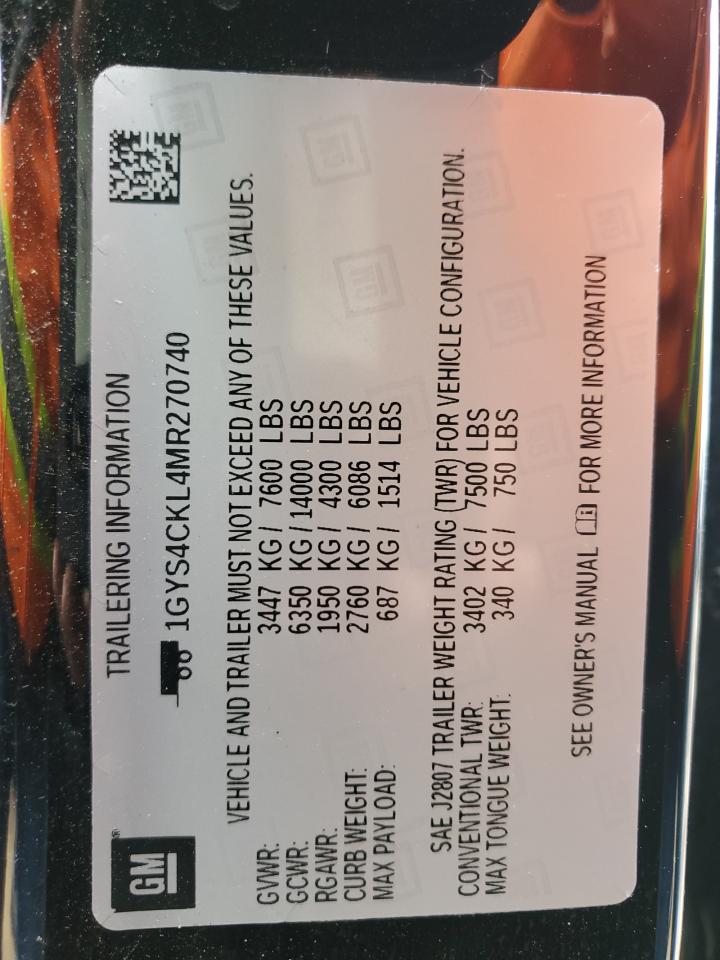 GM
TRAILERING INFORMATION
1GYS4CKL4MR270740
VEHICLE AND TRAILER MUST NOT EXCEED ANY OF THESE VALUES.
GVWR: 3447 KG / 7600 LBS
GCWR: 6350 KG / 14000 LBS
RGAWR: 1950 KG / 4300 LBS
CURB WEIGHT: 2760 KG / 6086 LBS
MAX PAYLOAD: 687 KG / 1514 LBS
SAE J2807 TRAILER WEIGHT RATING (TWR) FOR VEHICLE CONFIGURATION.
CONVENTIONAL TWR: 3402 KG / 7500 LBS
MAX TONGUE WEIGHT: 340 KG / 750 LBS
SEE OWNER'S MANUAL FOR MORE INFORMATION